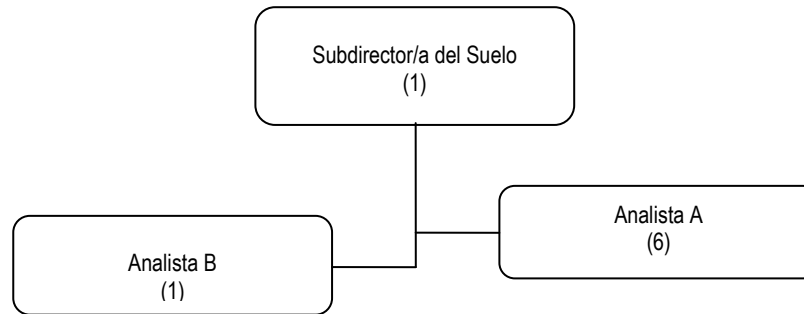 Subdirector/a del Suelo
(1)
Analista A
(6)
Analista B
(1)